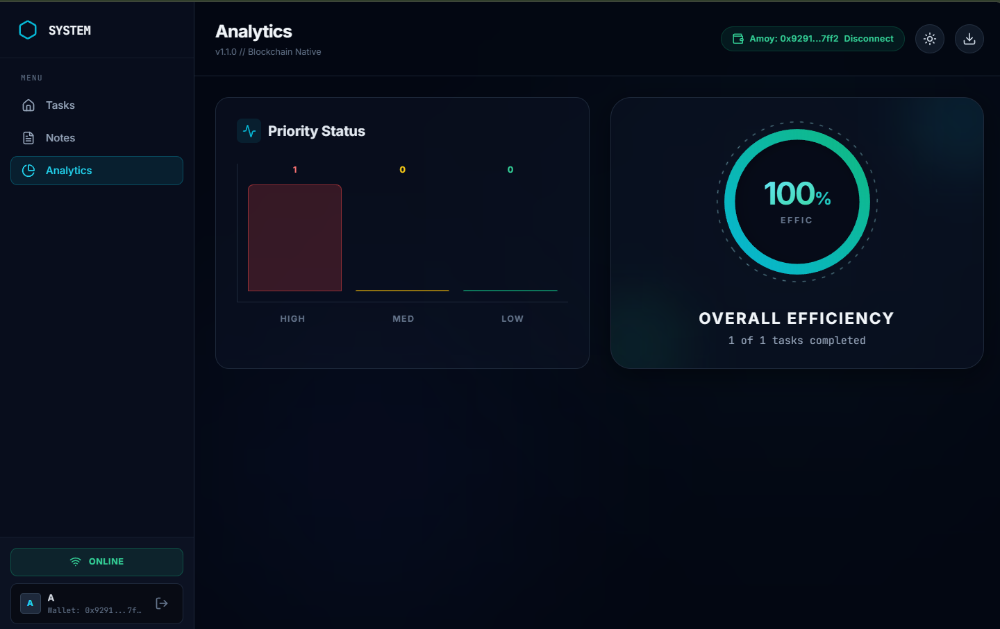 SYSTEM
MENU
Tasks
Notes
Analytics
ONLINE
A
A
Wallet: 0x9291...7f…
Analytics
v1.1.0 // Blockchain Native
Amoy: 0x9291...7ff2 Disconnect
Priority Status
1 0 0
HIGH MED LOW
100%
EFFIC
OVERALL EFFICIENCY
1 of 1 tasks completed